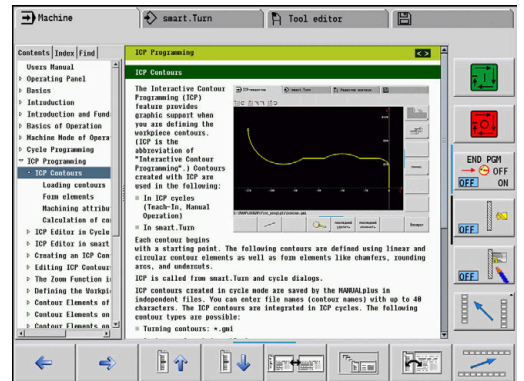 Machine
smart.Turn
Tool editor
Contents Index Find
Users Manual
Operating Panel
Basics
Introduction
Introduction and Fund
Basics of Operation
Machine Mode of Opera
Cycle Programming
ICP Programming
ICP Contours
Loading contours
Form elements
Machining attribu
Calculation of co
ICP Editor in Cycle
ICP Editor in smart
Creating an ICP Con
Editing ICP Contour
The Zoom Function i
Defining the Workpi
Contour Elements of
Contour Elements on
Contour Elements on
ICP Programming
ICP Contours
The Interactive Contour
Programming (ICP)
feature provides
graphic support when
you are defining the
workpiece contours.
(ICP is the
abbreviation of
"Interactive Contour
Programming".) Contours
created with ICP are
used in the following:
In ICP cycles
(Teach-In, Manual
Operation)
In smart.Turn
Each contour begins
with a starting point. The following contours are defined using linear and
circular contour elements as well as form elements like chamfers, rounding
arcs, and undercuts.
ICP is called from smart.Turn and cycle dialogs.
ICP contours created in cycle mode are saved by the MANUALplus in
independent files. You can enter file names (contour names) with up to 40
characters. The ICP contours are integrated in ICP cycles. The following
contour types are possible:
Turning contours: *.gmi
END PGM
OFF
OFF ON
OFF
OFF